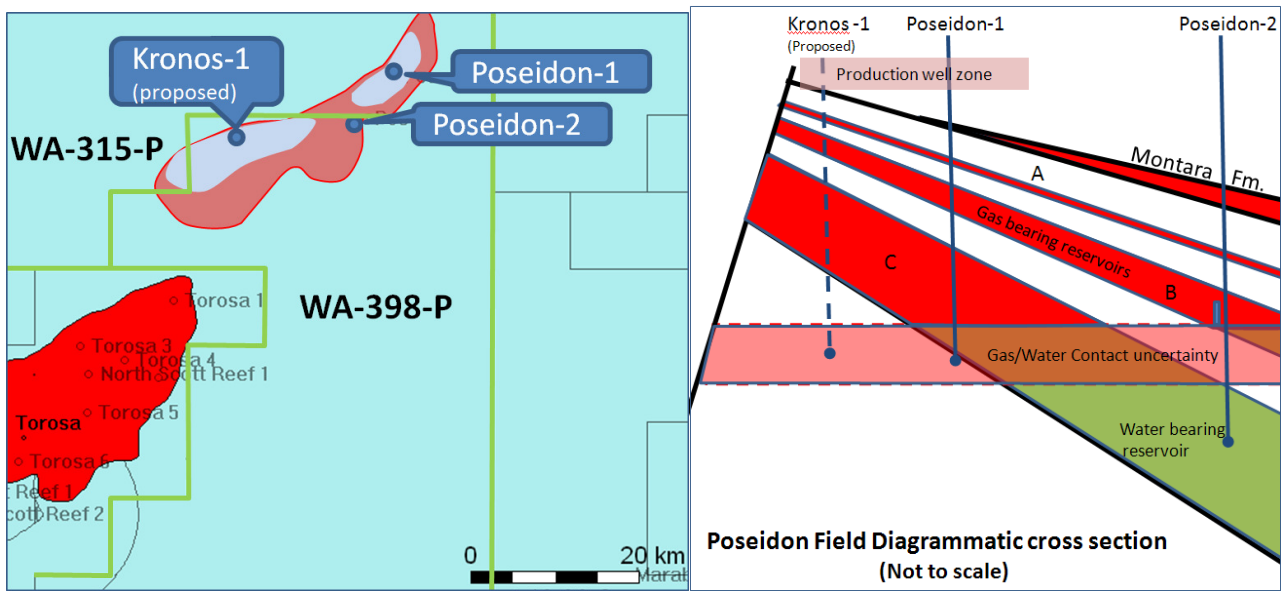 Kronos-1
(proposed)
Poseidon-1
Poseidon-2
WA-315-P
WA-398-P
Torosa 1
Torosa 3
Torosa 4
North Scott Reef 1
Torosa 5
Torosa
Torosa 6
Reef 1
cott Reef 2
0
20 km
Marab
Kronos -1
(Proposed)
Poseidon-1
Poseidon-2
Production well zone
Montara Fm.
A
Gas bearing reservoirs
C
B
Gas/Water Contact uncertainty
Water bearing
reservoir
Poseidon Field Diagrammatic cross section
(Not to scale)